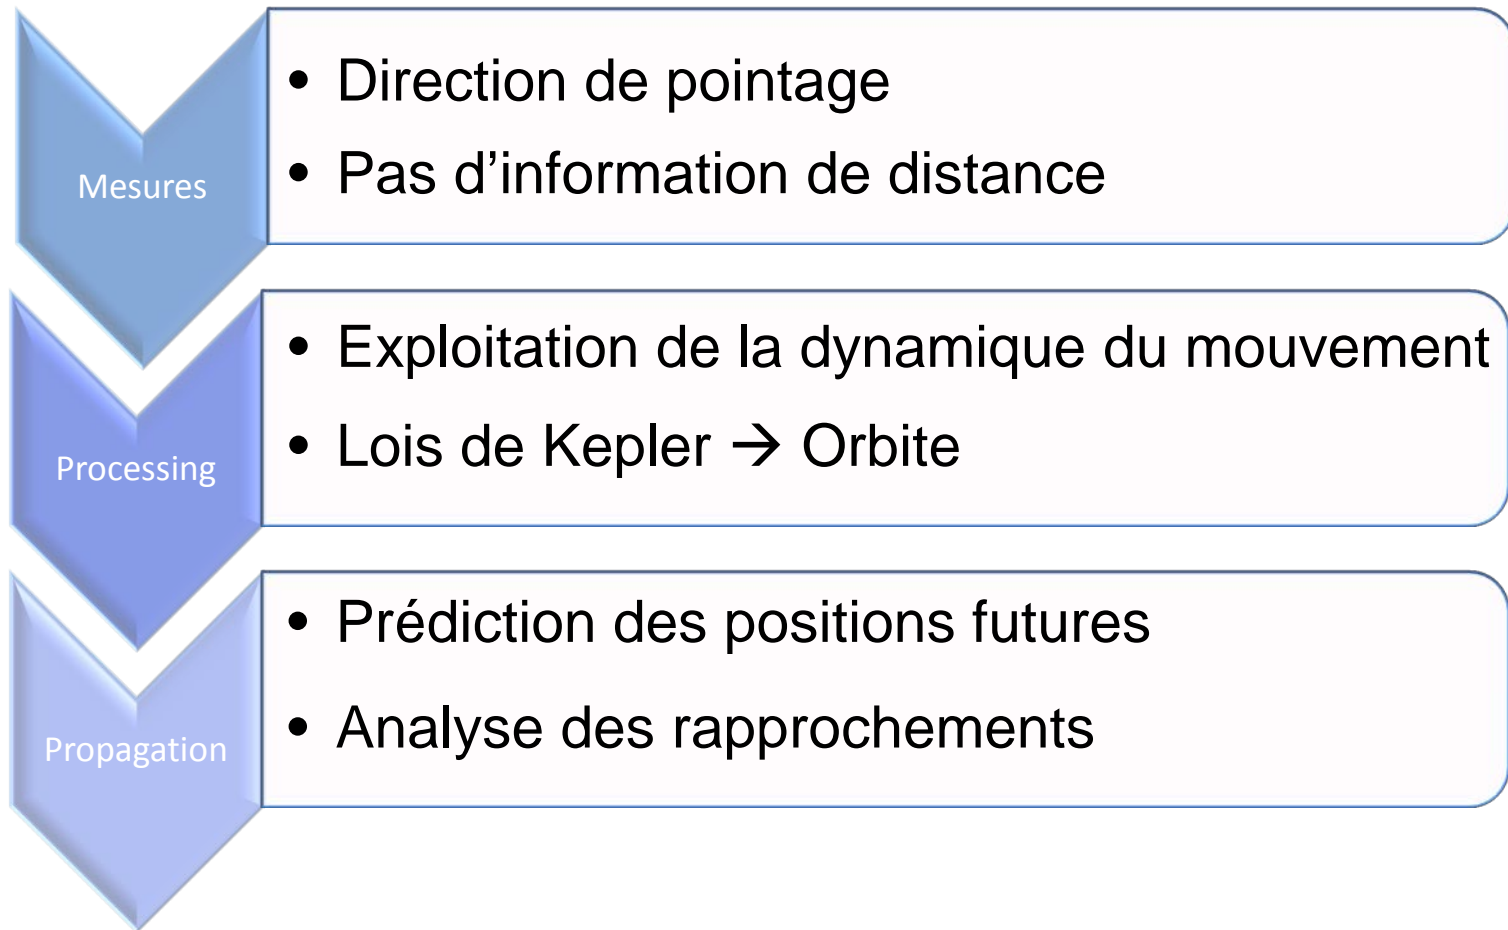 Mesures
• Direction de pointage
• Pas d’information de distance
Processing
• Exploitation de la dynamique du mouvement
• Lois de Kepler → Orbite
Propagation
• Prédiction des positions futures
• Analyse des rapprochements